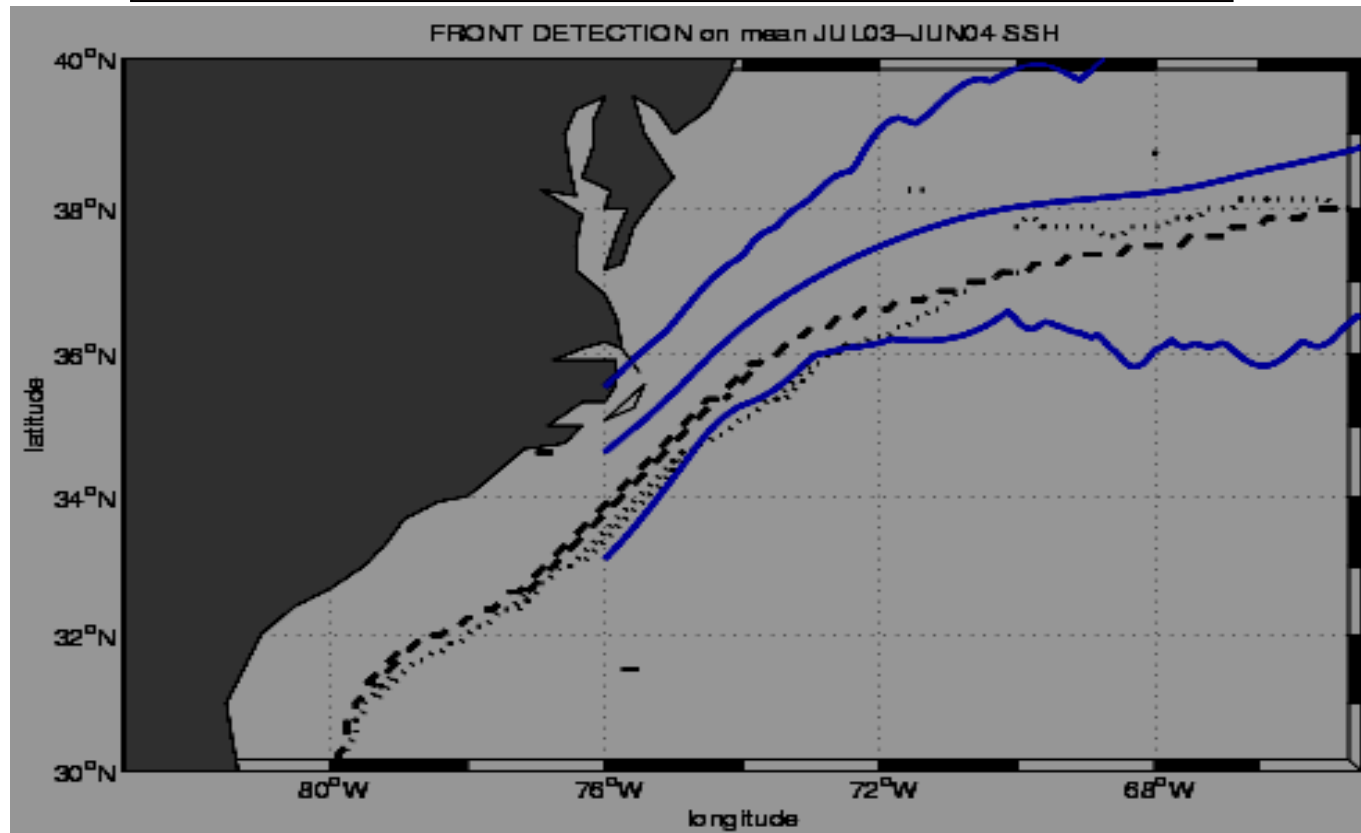 FRONT DETECTION on mean JUL03–JUN04 SSH
40°N
38°N
36°N
34°N
32°N
30°N
latitude
80°W 76°W 72°W 68°W
longitude